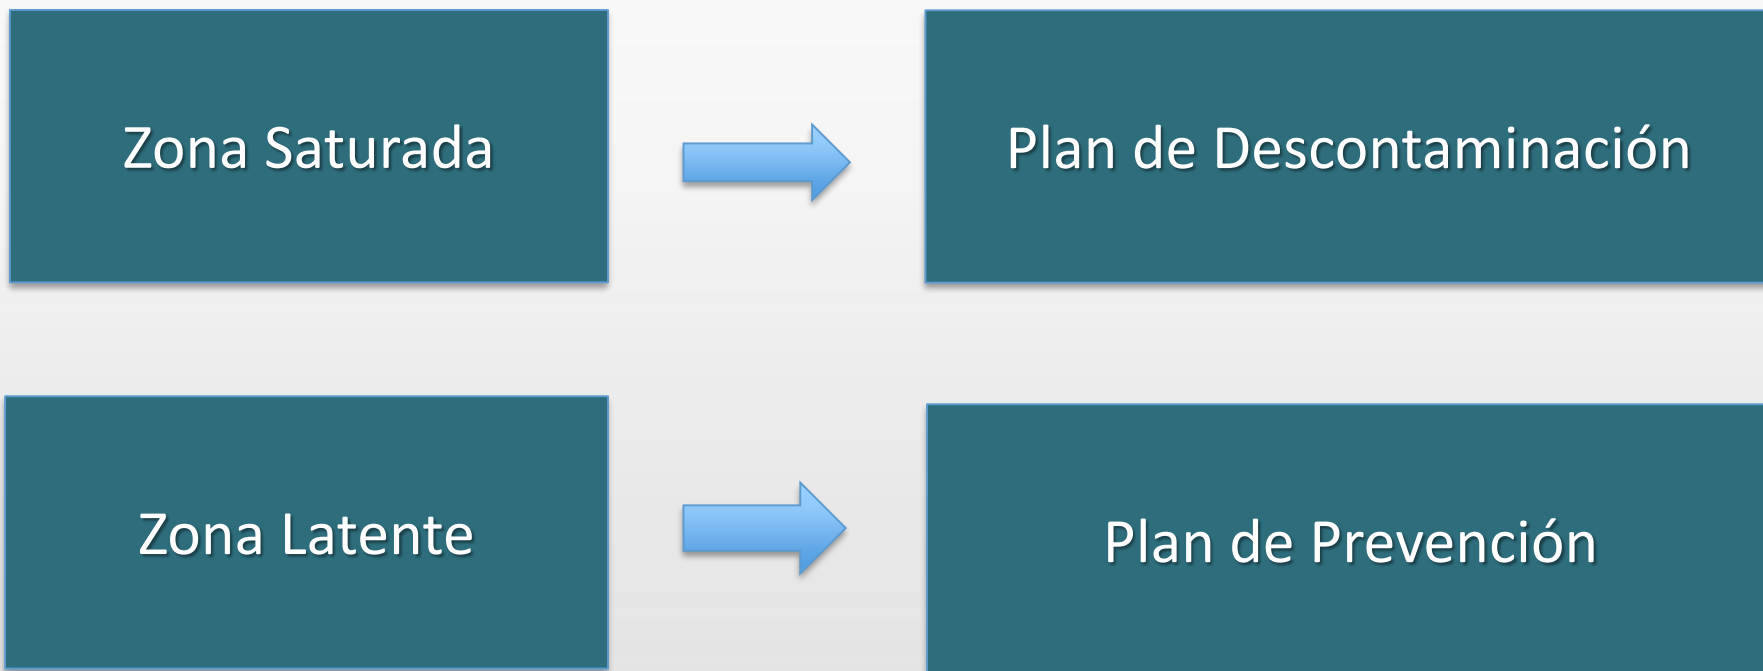 Zona Saturada
Plan de Descontaminación
Zona Latente
Plan de Prevención